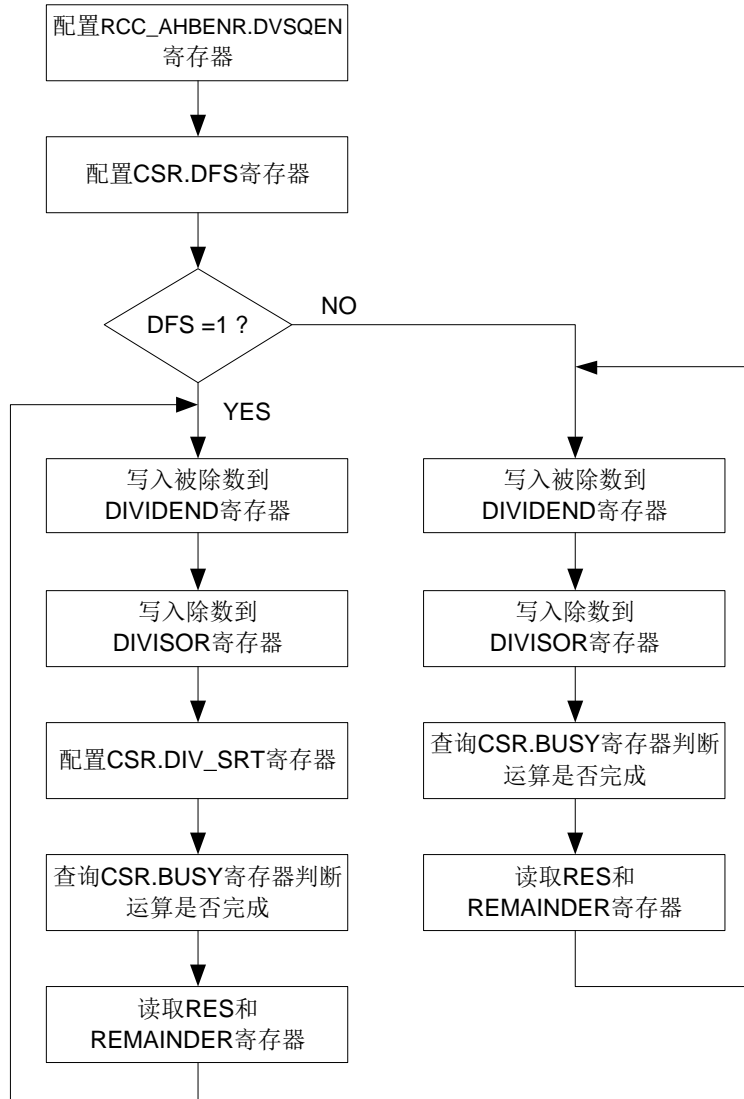 配置RCC_AHBENR.DVSQEN
寄存器
配置CSR.DFS寄存器
DFS =1 ?
NO
YES
写入被除数到
DIVIDEND寄存器
写入除数到
DIVISOR寄存器
配置CSR.DIV_SRT寄存器
查询CSR.BUSY寄存器判断
运算是否完成
读取RES和
REMAINDER寄存器
写入被除数到
DIVIDEND寄存器
写入除数到
DIVISOR寄存器
查询CSR.BUSY寄存器判断
运算是否完成
读取RES和
REMAINDER寄存器